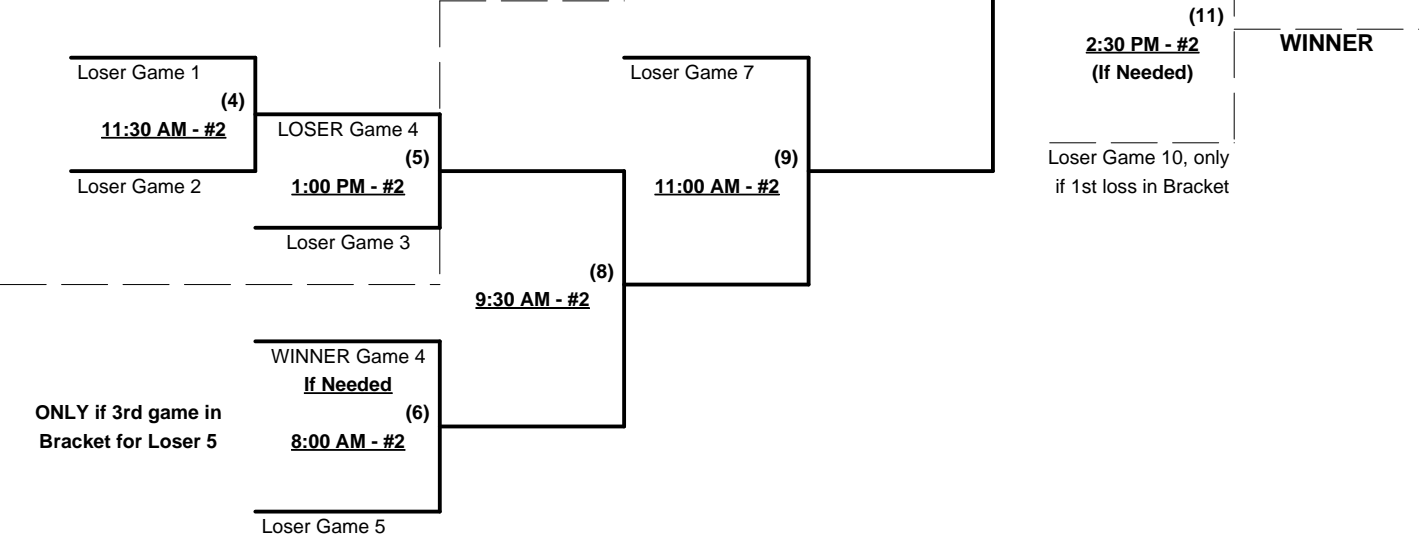 (11)
2:30 PM - #2
WINNER
(If Needed)
Loser Game 1
Loser Game 7
(4)
11:30 AM - #2
LOSER Game 4
(5)
(9)
Loser Game 10, only
Loser Game 2
1:00 PM - #2
11:00 AM - #2
if 1st loss in Bracket
Loser Game 3
(8)
9:30 AM - #2
WINNER Game 4
If Needed
ONLY if 3rd game in
(6)
Bracket for Loser 5
8:00 AM - #2
Loser Game 5